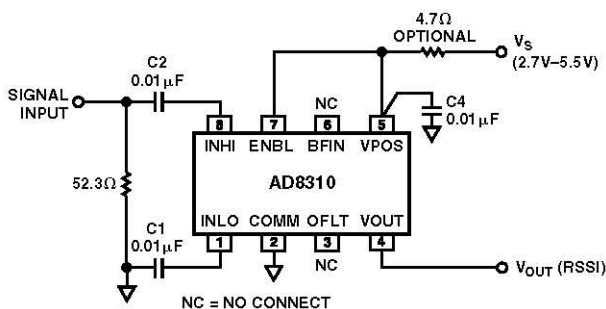 4.7Ω
OPTIONAL
VS
(2.7V–5.5V)
C2
0.01μF
SIGNAL
INPUT
NC
C4
0.01μF
8
7
6
5
INHI
ENBL
BFIN
VPOS
52.3Ω
AD8310
C1
0.01μF
INLO
COMM
OFLT
VOUT
1
2
3
4
NC
VOUT (RSSI)
NC = NO CONNECT